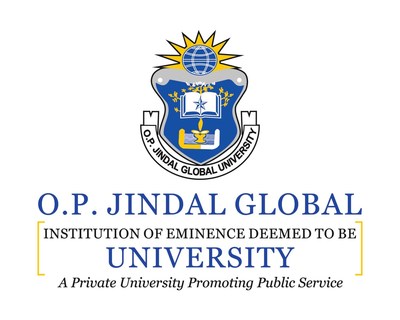 O.P. JINDAL GLOBAL UNIVERSITY
O.P. JINDAL GLOBAL
INSTITUTION OF EMINENCE DEEMED TO BE
UNIVERSITY
A Private University Promoting Public Service